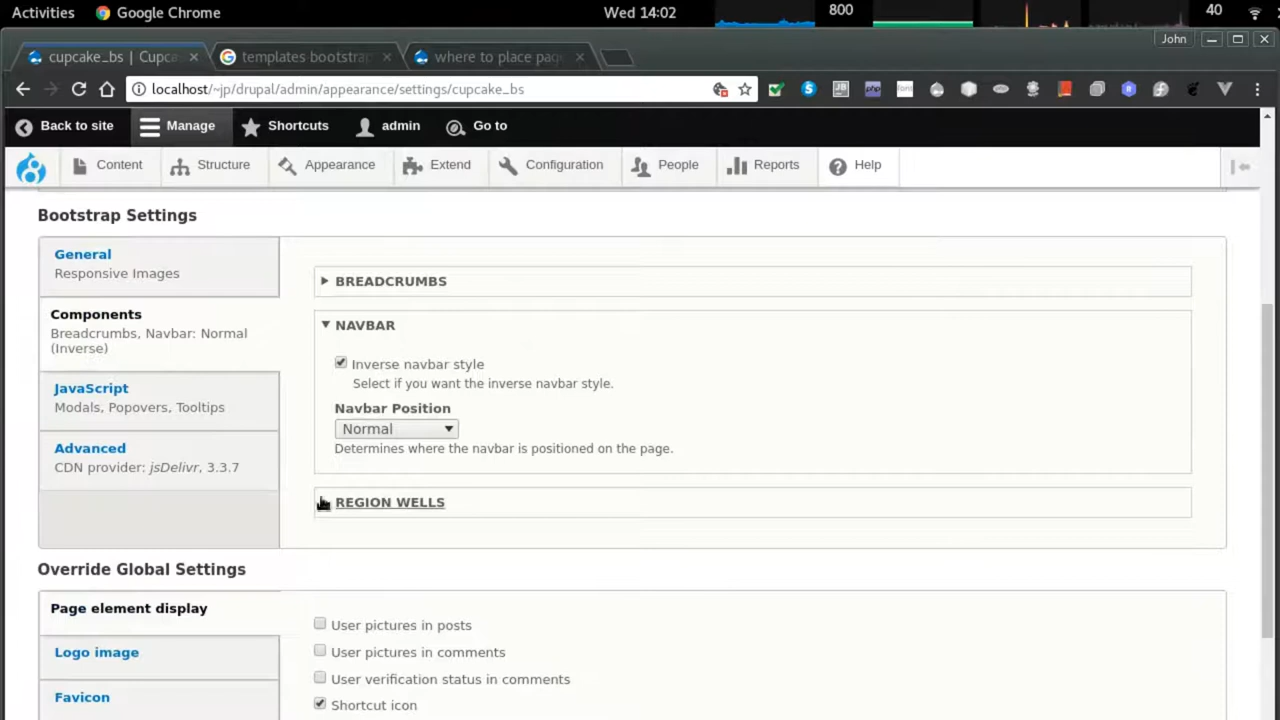 Activities Google Chrome Wed 14:02 800 40
John
cupcake_bs | Cupca templates bootstrap where to place pag
localhost/~jp/drupal/admin/appearance/settings/cupcake_bs
Back to site Manage Shortcuts admin Go to
Content Structure Appearance Extend Configuration People Reports Help
Bootstrap Settings
General
Responsive Images
Components
Breadcrumbs, Navbar: Normal
(Inverse)
JavaScript
Modals, Popovers, Tooltips
Advanced
CDN provider: jsDelivr, 3.3.7
BREADCRUMBS
NAVBAR
Inverse navbar style
Select if you want the inverse navbar style.
Navbar Position
Normal
Determines where the navbar is positioned on the page.
REGION WELLS
Override Global Settings
Page element display
Logo image
Favicon
User pictures in posts
User pictures in comments
User verification status in comments
Shortcut icon